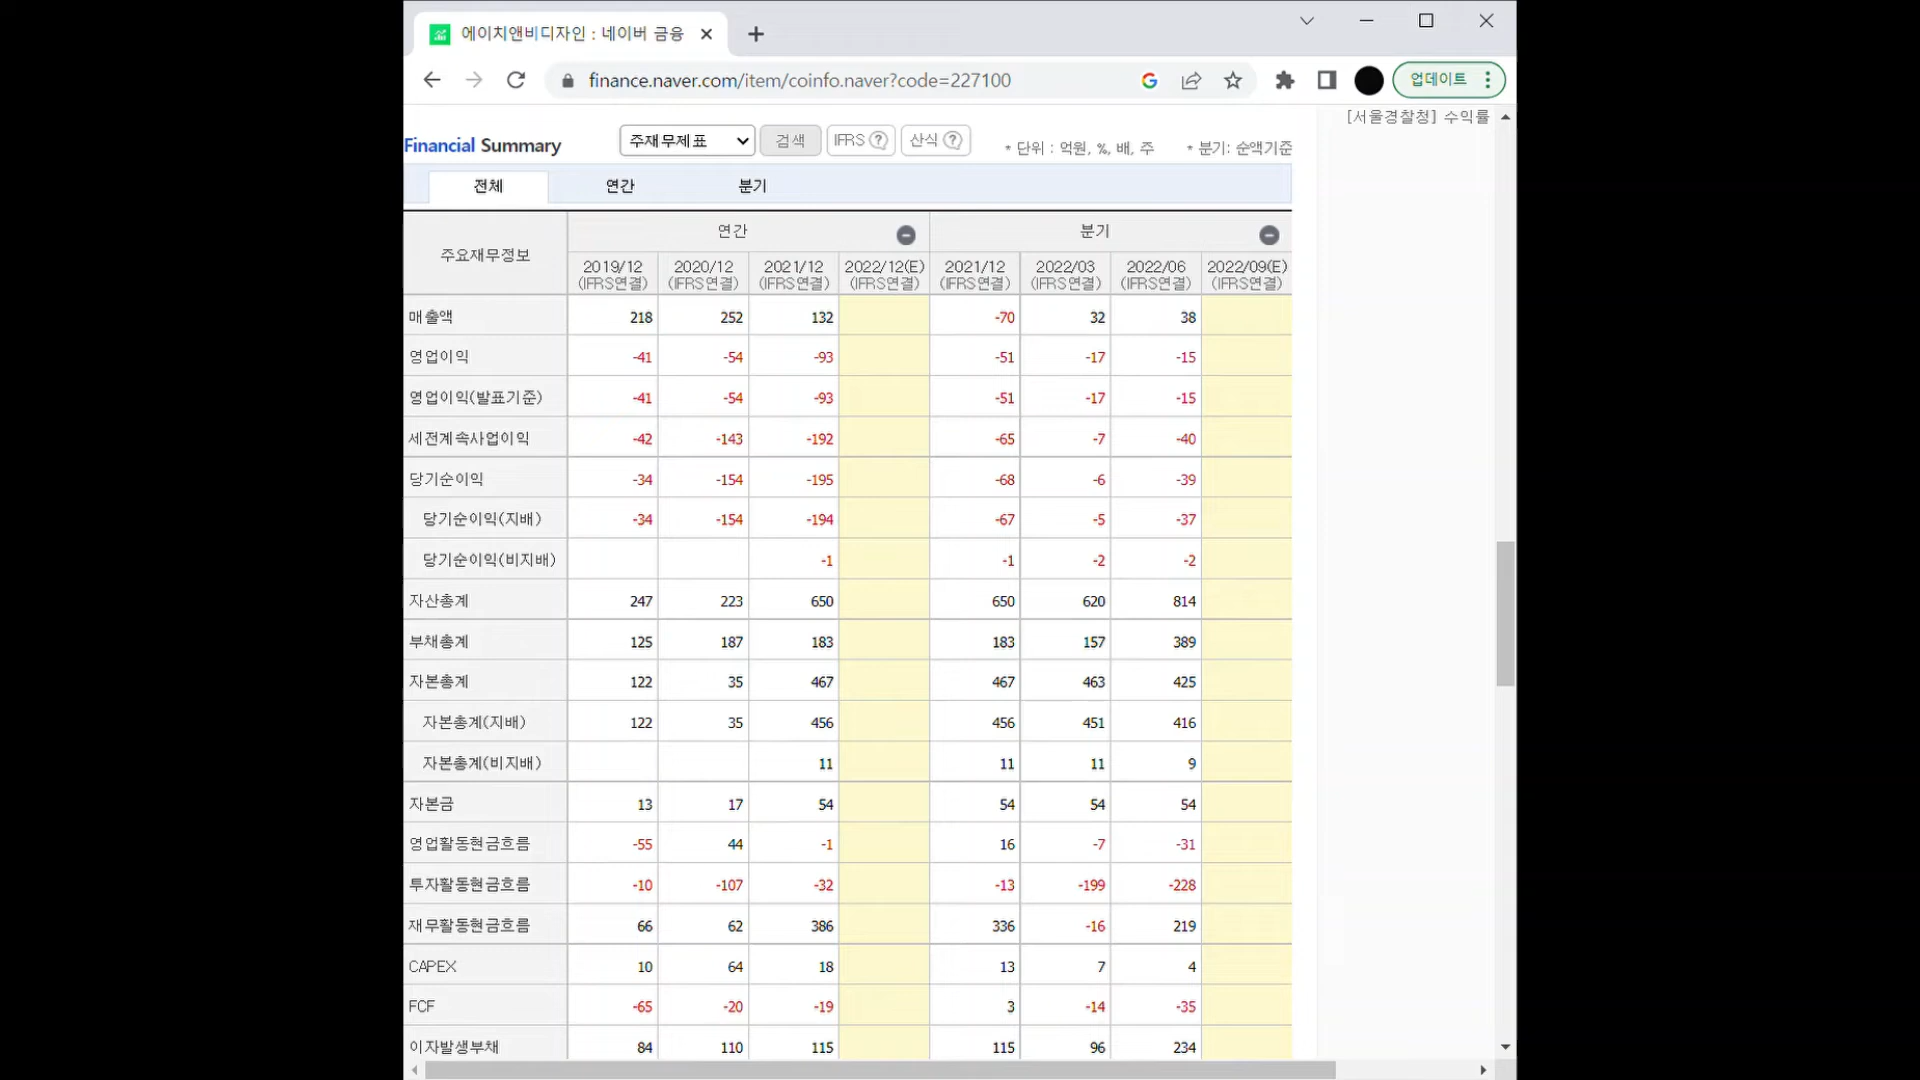 에이치앤비디자인 : 네이버 금융
finance.naver.com/item/coinfo.naver?code=227100
업데이트
[서울경찰청] 수익률
Financial Summary 주재무제표 검색 IFRS ? 산식 ? * 단위 : 억원, %, 배, 주 * 분기: 순액기준
전체 연간 분기
주요재무정보 연간 분기
2019/12 2020/12 2021/12 2022/12(E) 2021/12 2022/03 2022/06 2022/09(E)
(IFRS연결) (IFRS연결) (IFRS연결) (IFRS연결) (IFRS연결) (IFRS연결) (IFRS연결) (IFRS연결)
매출액 218 252 132 -70 32 38
영업이익 -41 -54 -93 -51 -17 -15
영업이익(발표기준) -41 -54 -93 -51 -17 -15
세전계속사업이익 -42 -143 -192 -65 -7 -40
당기순이익 -34 -154 -195 -68 -6 -39
당기순이익(지배) -34 -154 -194 -67 -5 -37
당기순이익(비지배) -1 -1 -2 -2
자산총계 247 223 650 650 620 814
부채총계 125 187 183 183 157 389
자본총계 122 35 467 467 463 425
자본총계(지배) 122 35 456 456 451 416
자본총계(비지배) 11 11 11 9
자본금 13 17 54 54 54 54
영업활동현금흐름 -55 44 -1 16 -7 -31
투자활동현금흐름 -10 -107 -32 -13 -199 -228
재무활동현금흐름 66 62 386 336 -16 219
CAPEX 10 64 18 13 7 4
FCF -65 -20 -19 3 -14 -35
이자발생부채 84 110 115 115 96 234